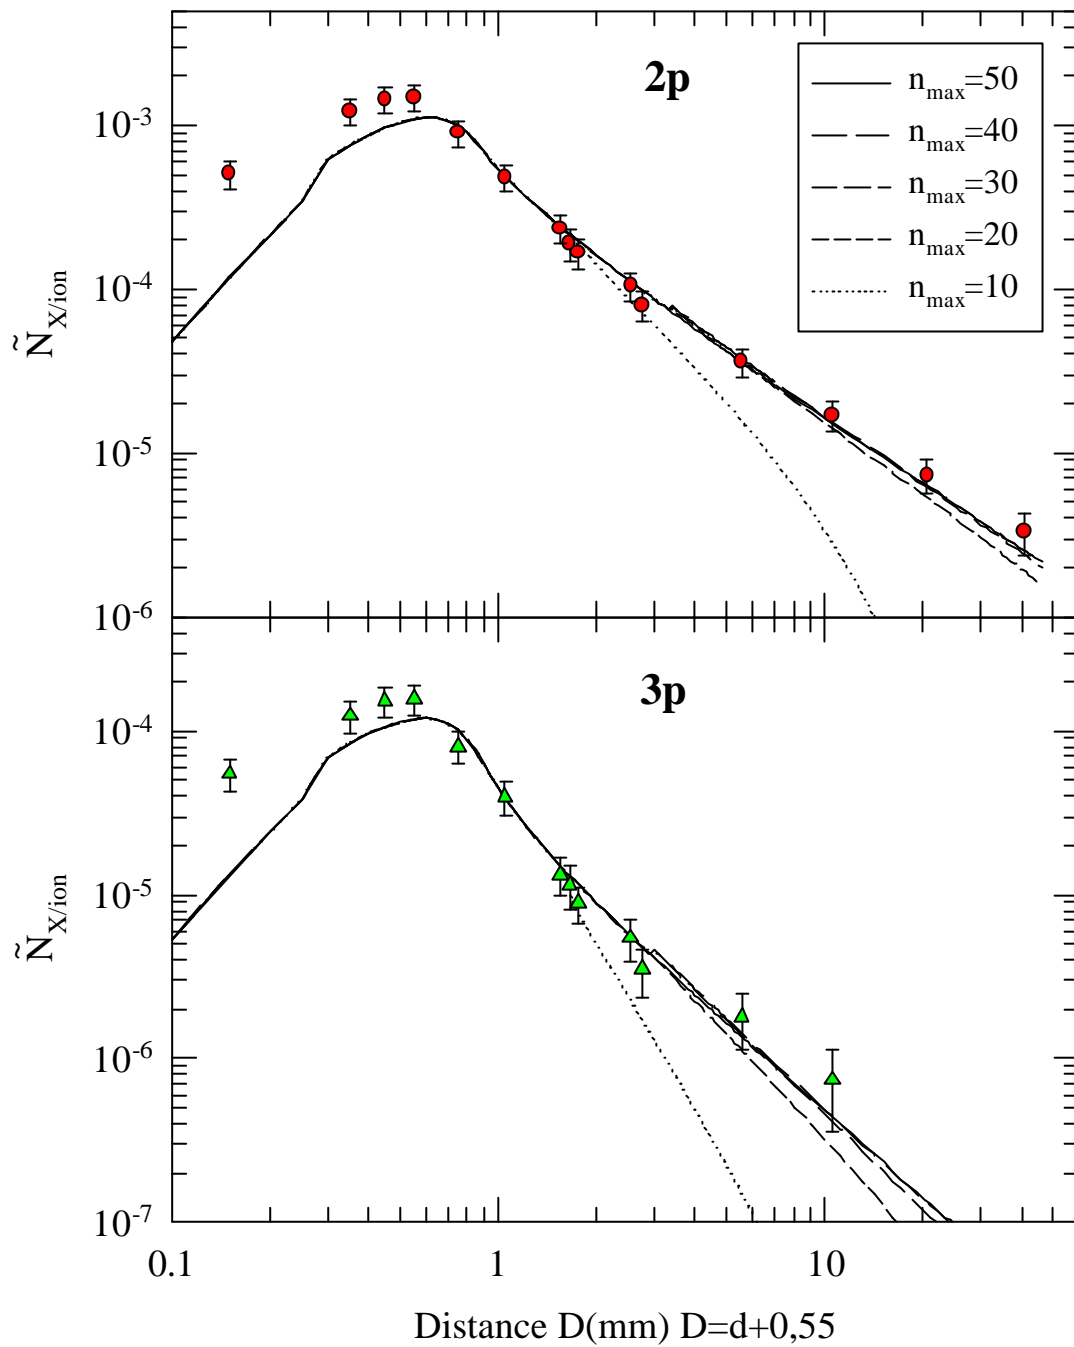 2p
n_max=50
n_max=40
n_max=30
n_max=20
n_max=10
10^-3
10^-4
10^-5
10^-6
Ñ_X/ion
3p
10^-4
10^-5
10^-6
10^-7
Ñ_X/ion
0.1 1 10
Distance D(mm) D=d+0,55